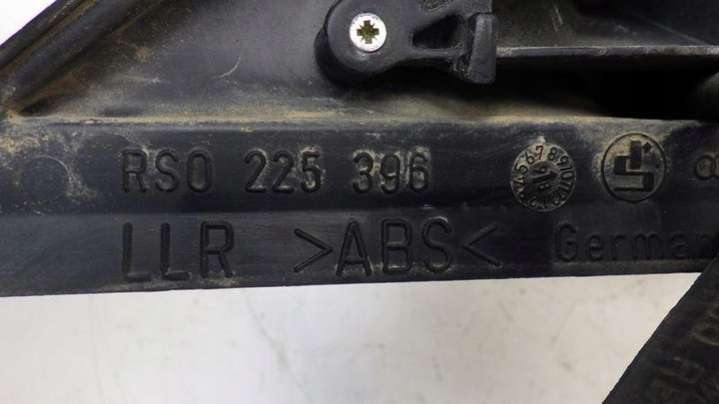 RSO 225 396
LLR >ABS< German